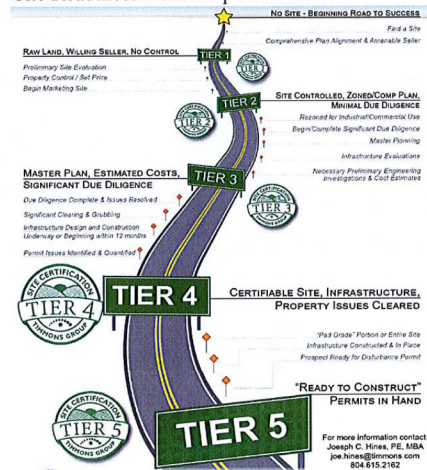 NO SITE - BEGINNING ROAD TO SUCCESS
Find a Site
Comprehensive Plan Alignment & Amenable Seller
RAW LAND, WILLING SELLER, NO CONTROL
TIER 1
Preliminary Site Evaluation
Property Control / Set Price
Begin Marketing Site
TIER 1
SITE CONTROLLED, ZONED/COMP PLAN,
MINIMAL DUE DILIGENCE
TIER 2
TIER 2
Rezoned for Industrial/Commercial Use
Begin/Complete Significant Due Diligence
Master Planning
Infrastructure Evaluations
Necessary Preliminary Engineering
Investigations & Cost Estimates
MASTER PLAN, ESTIMATED COSTS,
SIGNIFICANT DUE DILIGENCE
TIER 3
Due Diligence Complete & Issues Resolved
Significant Clearing & Grubbing
Infrastructure Design and Construction
Underway or Beginning within 12 months
Permit Issues Identified & Quantified
TIER 3
SITE CERTIFICATION
TIER 4
TIMMONS GROUP
TIER 4
CERTIFIABLE SITE, INFRASTRUCTURE,
PROPERTY ISSUES CLEARED
"Pad Grade" Portion or Entire Site
Infrastructure Constructed & In Place
Prospect Ready for Disturbance Permit
"READY TO CONSTRUCT"
PERMITS IN HAND
SITE CERTIFICATION
TIER 5
TIMMONS GROUP
TIER 5
For more information contact
Joesph C. Hines, PE, MBA
joe.hines@timmons.com
804.615.2162